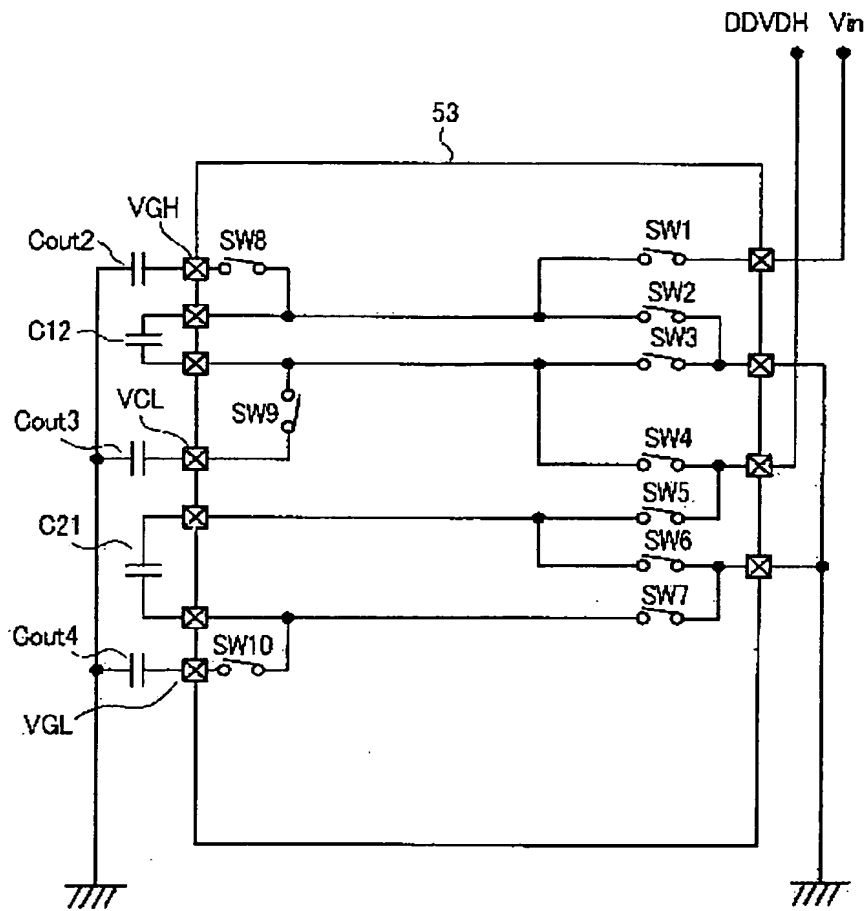 DDVDH Vin
53
VGH
Cout2
SW8
SW1
SW2
C12
SW3
VCL
SW9
Cout3
SW4
SW5
C21
SW6
SW7
Cout4
SW10
VGL